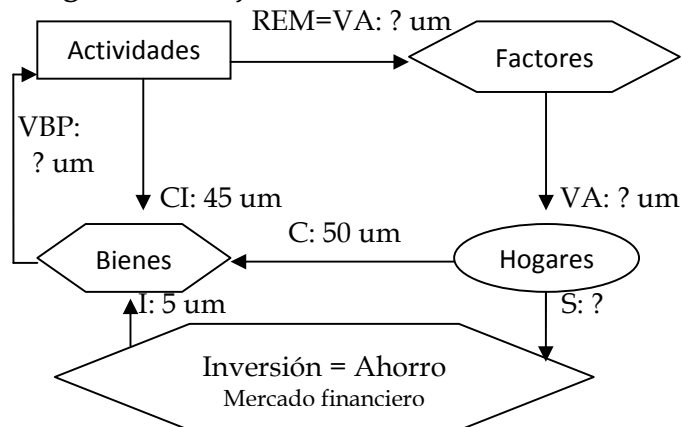 REM=VA: ? um
Actividades
Factores
VBP:
? um
CI: 45 um
VA: ? um
C: 50 um
Bienes
Hogares
I: 5 um
S: ?
Inversión = Ahorro
Mercado financiero